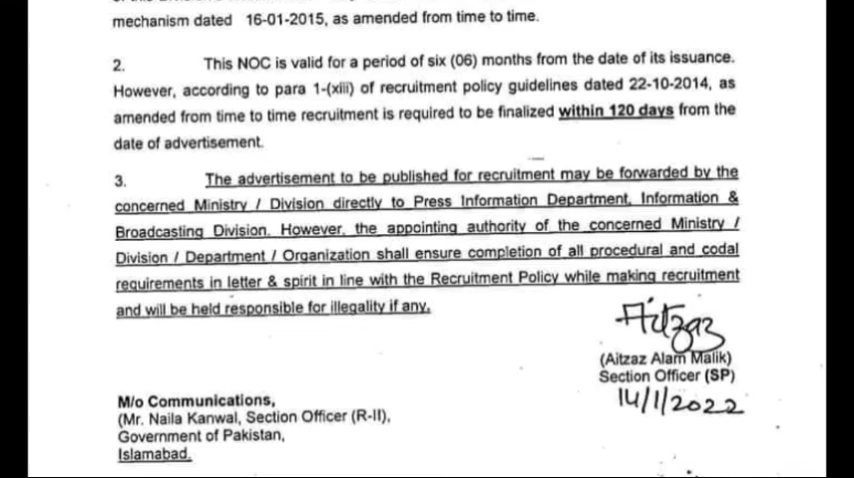 mechanism dated 16-01-2015, as amended from time to time.
2. This NOC is valid for a period of six (06) months from the date of its issuance.
However, according to para 1-(xiii) of recruitment policy guidelines dated 22-10-2014, as
amended from time to time recruitment is required to be finalized within 120 days from the
date of advertisement.
3. The advertisement to be published for recruitment may be forwarded by the
concerned Ministry / Division directly to Press Information Department, Information &
Broadcasting Division. However, the appointing authority of the concerned Ministry /
Division / Department / Organization shall ensure completion of all procedural and codal
requirements in letter & spirit in line with the Recruitment Policy while making recruitment
and will be held responsible for illegality if any.
Aitzaz
(Aitzaz Alam Malik)
Section Officer (SP)
14/1/2022
M/o Communications,
(Mr. Naila Kanwal, Section Officer (R-II),
Government of Pakistan,
Islamabad.